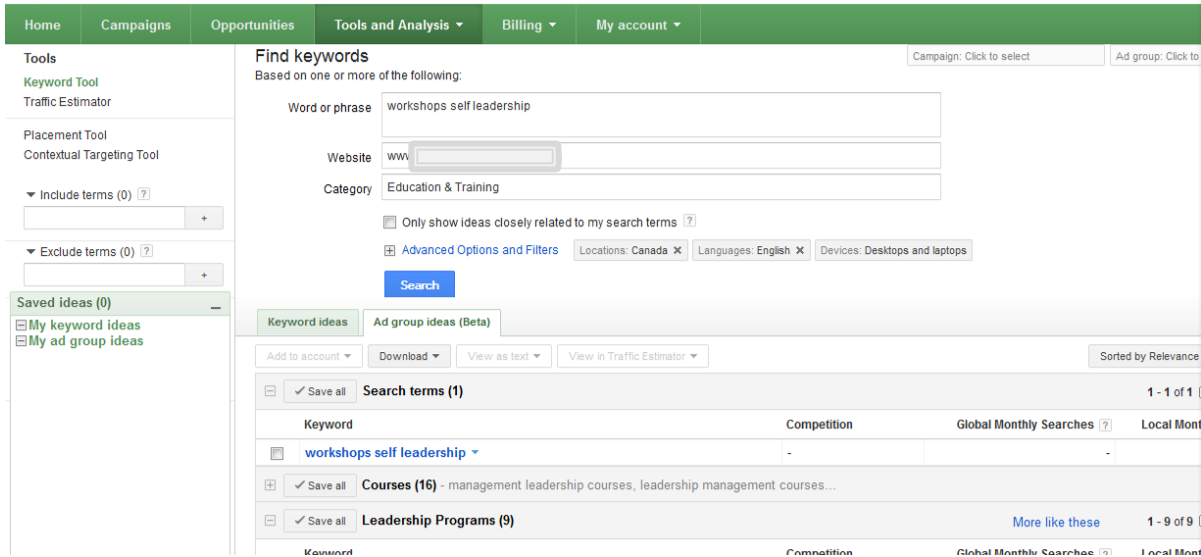 Home Campaigns Opportunities Tools and Analysis Billing My account
Tools
Keyword Tool
Traffic Estimator
Placement Tool
Contextual Targeting Tool
Include terms (0) ?
+
Exclude terms (0) ?
+
Saved ideas (0)
My keyword ideas
My ad group ideas
Find keywords
Campaign: Click to select Ad group: Click to
Based on one or more of the following:
Word or phrase workshops self leadership
Website www
Category Education & Training
Only show ideas closely related to my search terms ?
Advanced Options and Filters Locations: Canada × Languages: English × Devices: Desktops and laptops
Search
Keyword ideas Ad group ideas (Beta)
Add to account Download View as text View in Traffic Estimator Sorted by Relevance
Save all Search terms (1) 1 - 1 of 1
Keyword Competition Global Monthly Searches ? Local Mont
workshops self leadership - -
Save all Courses (16) - management leadership courses, leadership management courses...
Save all Leadership Programs (9) More like these 1 - 9 of 9
Keyword Competition Global Monthly Searches ? Local Mont